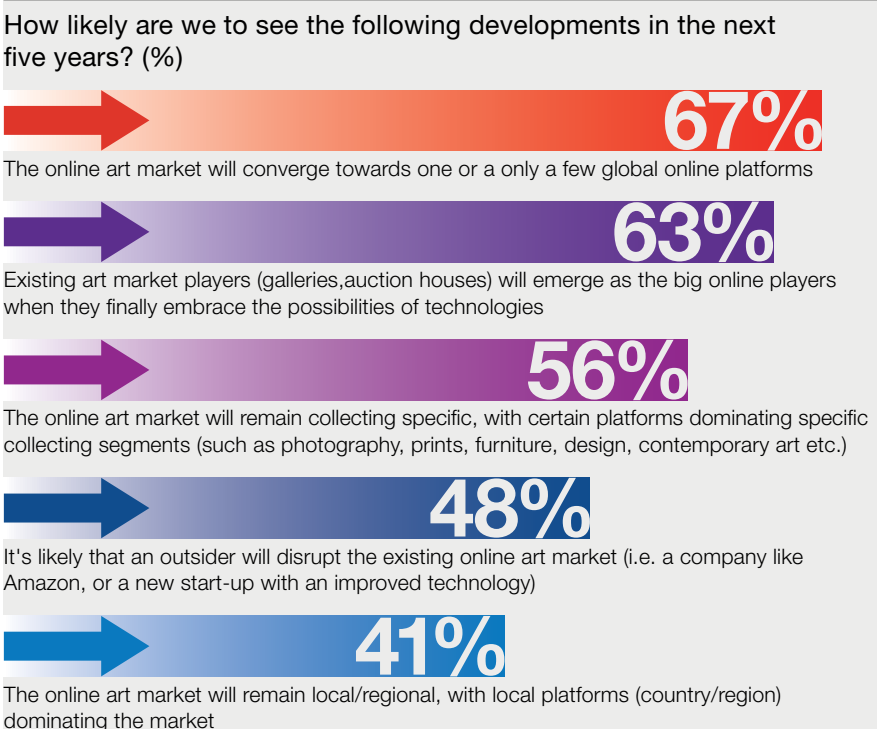 How likely are we to see the following developments in the next
five years? (%)
67%
The online art market will converge towards one or a only a few global online platforms
63%
Existing art market players (galleries,auction houses) will emerge as the big online players
when they finally embrace the possibilities of technologies
56%
The online art market will remain collecting specific, with certain platforms dominating specific
collecting segments (such as photography, prints, furniture, design, contemporary art etc.)
48%
It's likely that an outsider will disrupt the existing online art market (i.e. a company like
Amazon, or a new start-up with an improved technology)
41%
The online art market will remain local/regional, with local platforms (country/region)
dominating the market